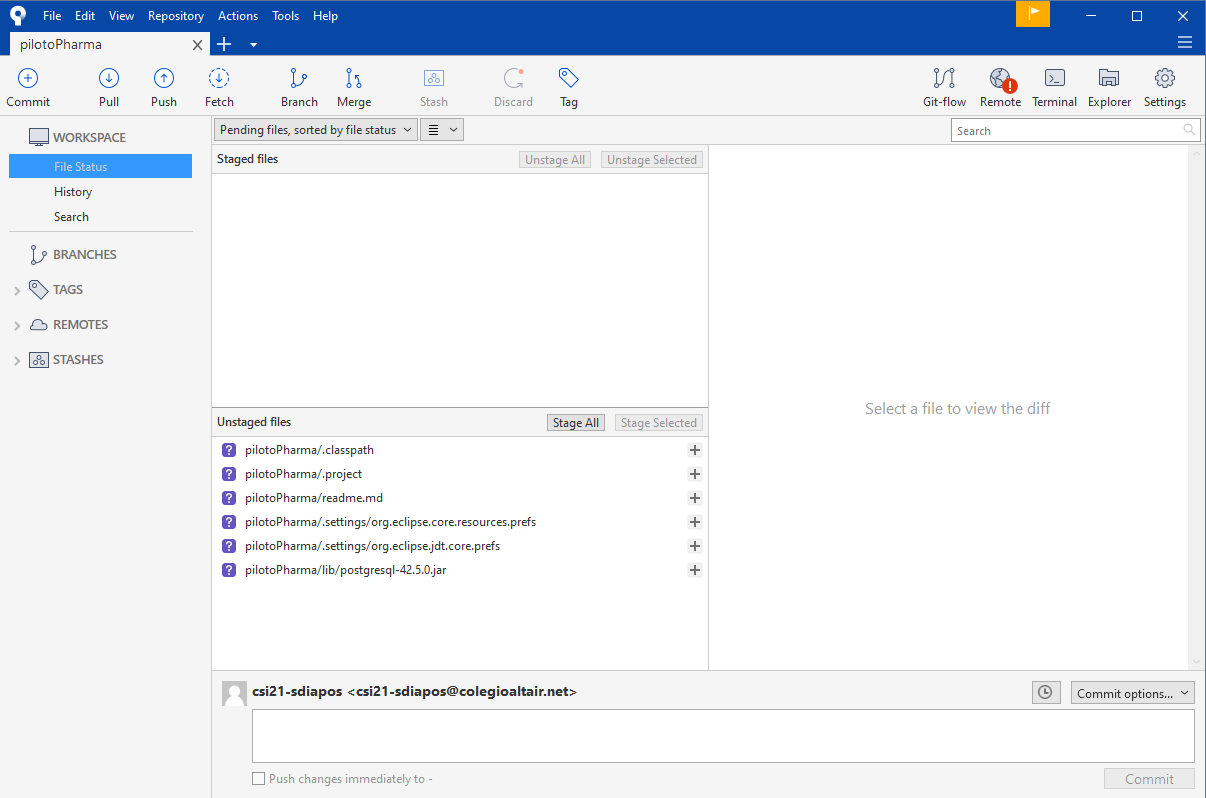 File Edit View Repository Actions Tools Help
pilotoPharma
Commit Pull Push Fetch Branch Merge Stash Discard Tag Git-flow Remote Terminal Explorer Settings
WORKSPACE
File Status
History
Search
BRANCHES
TAGS
REMOTES
STASHES
Pending files, sorted by file status
Search
Staged files Unstage All Unstage Selected
Select a file to view the diff
Unstaged files Stage All Stage Selected
pilotoPharma/.classpath
pilotoPharma/.project
pilotoPharma/readme.md
pilotoPharma/.settings/org.eclipse.core.resources.prefs
pilotoPharma/.settings/org.eclipse.jdt.core.prefs
pilotoPharma/lib/postgresql-42.5.0.jar
csi21-sdiapos <csi21-sdiapos@colegioaltair.net>
Commit options...
Push changes immediately to -
Commit